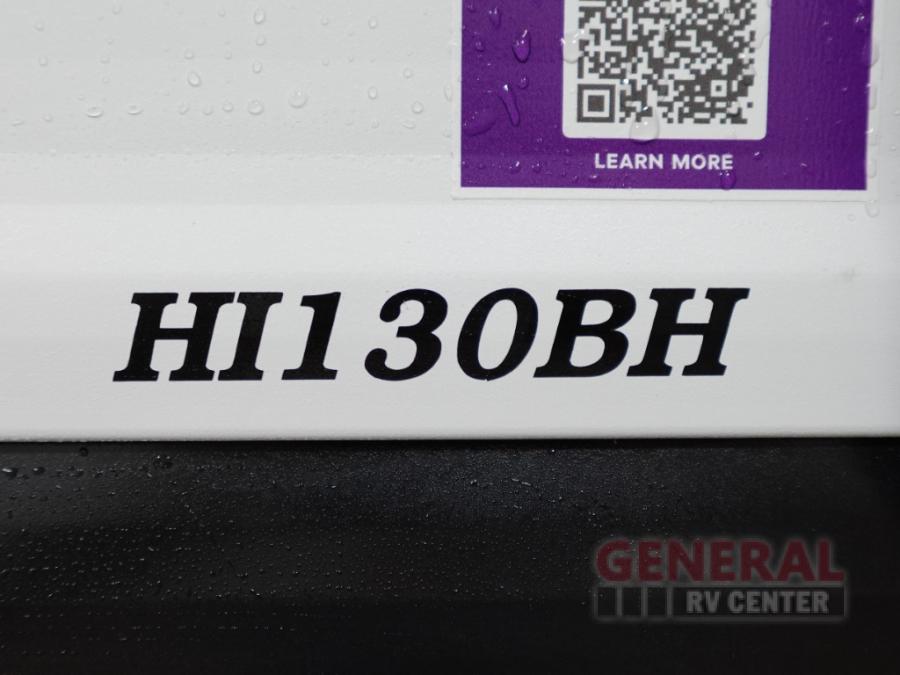 LEARN MORE
HI130BH
GENERAL
RV CENTER